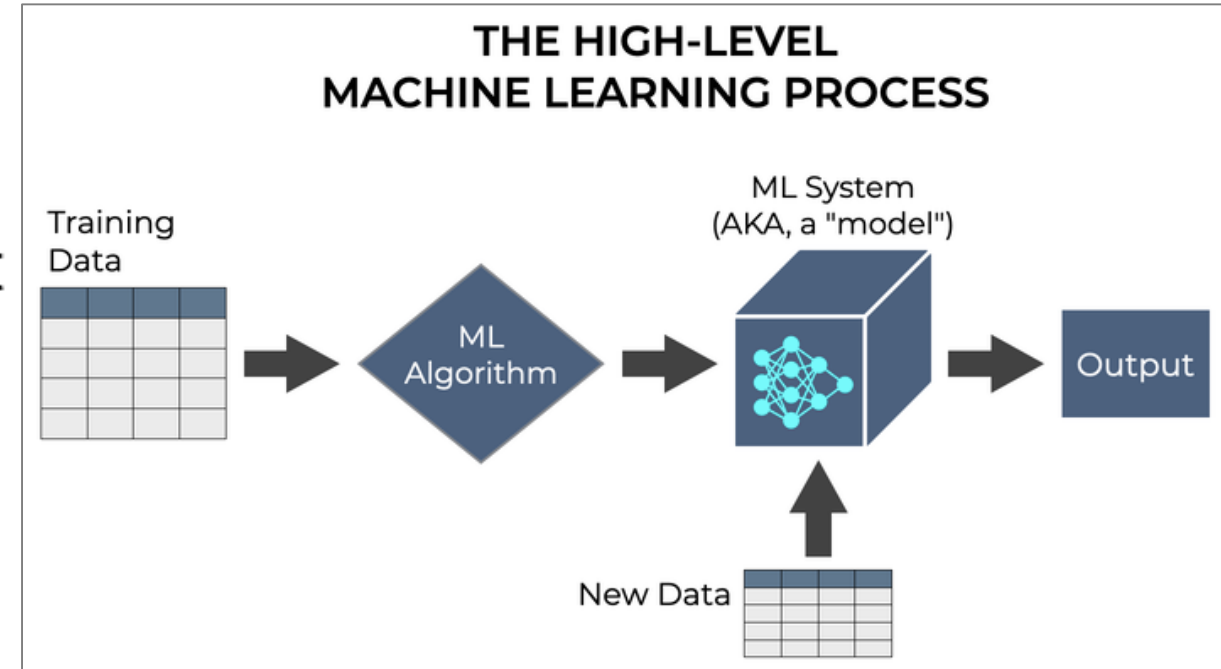 THE HIGH-LEVEL
MACHINE LEARNING PROCESS
Training
Data
ML
Algorithm
ML System
(AKA, a "model")
Output
New Data